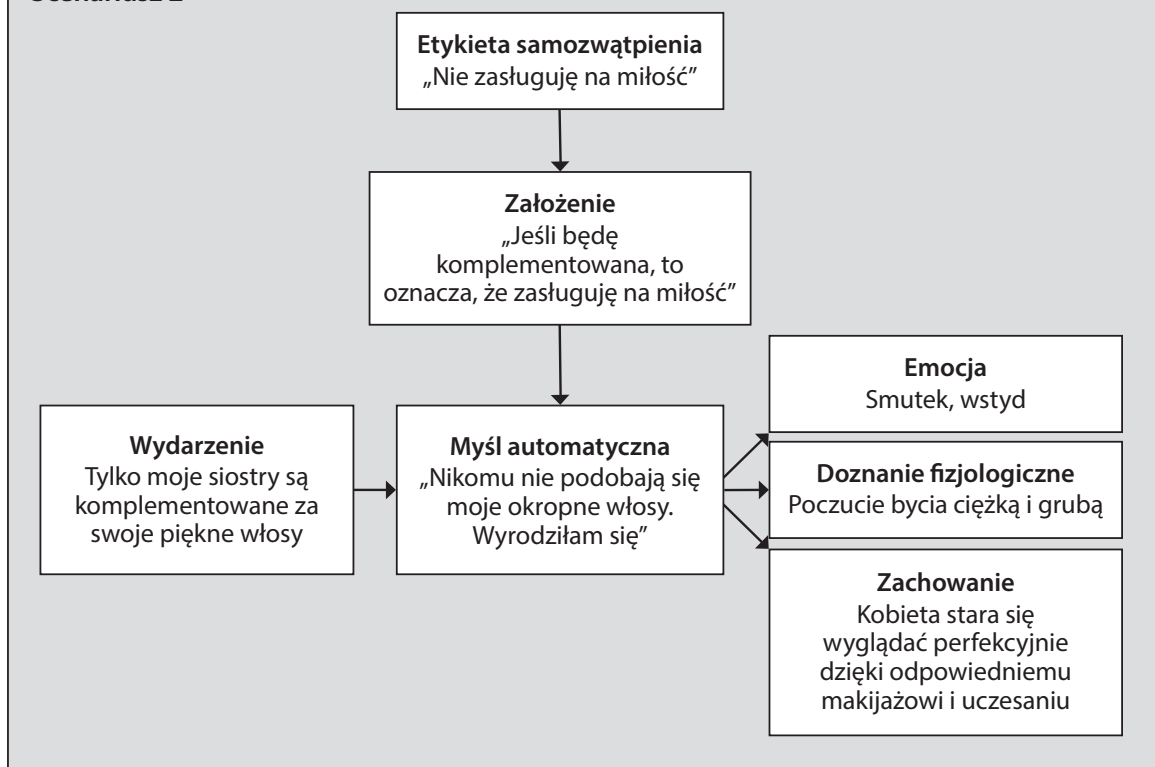 Etykieta samozwątpienia
„Nie zasługuję na miłość”
Założenie
„Jeśli będę
komplementowana, to
oznacza, że zasługuję na miłość”
Wydarzenie
Tylko moje siostry są
komplementowane za
swoje piękne włosy
Myśl automatyczna
„Nikomu nie podobają się
moje okropne włosy.
Wyrodziłam się”
Emocja
Smutek, wstyd
Doznanie fizjologiczne
Poczucie bycia ciężką i grubą
Zachowanie
Kobieta stara się
wyglądać perfekcyjnie
dzięki odpowiedniemu
makijażowi i uczesaniu